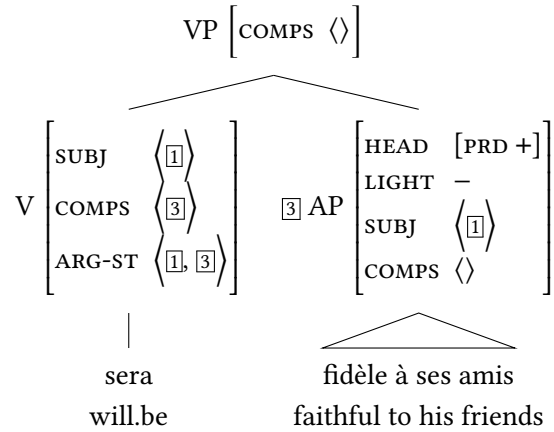 VP [COMPS ⟨⟩]
V [SUBJ ⟨1⟩
COMPS ⟨3⟩
ARG-ST ⟨1, 3⟩]
3 AP [HEAD [PRD +]
LIGHT −
SUBJ ⟨1⟩
COMPS ⟨⟩]
sera
will.be
fidèle à ses amis
faithful to his friends